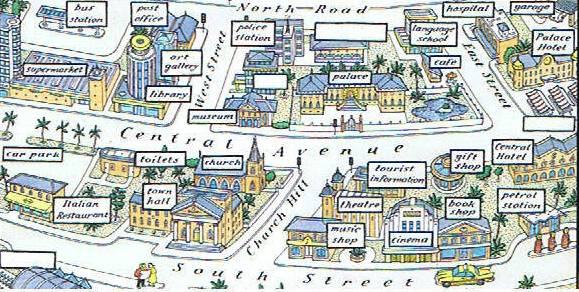 North Road
bus
station
post
office
police
station
language
school
hospital
garage
art
gallery
West Street
East Street
Palace
Hotel
supermarket
library
palace
cafe
museum
Central Avenue
car park
toilets
church
tourist
information
gift
shop
Central
Hotel
Italian
Restaurant
town
hall
Church Hill
theatre
book
shop
petrol
station
music
shop
cinema
South Street